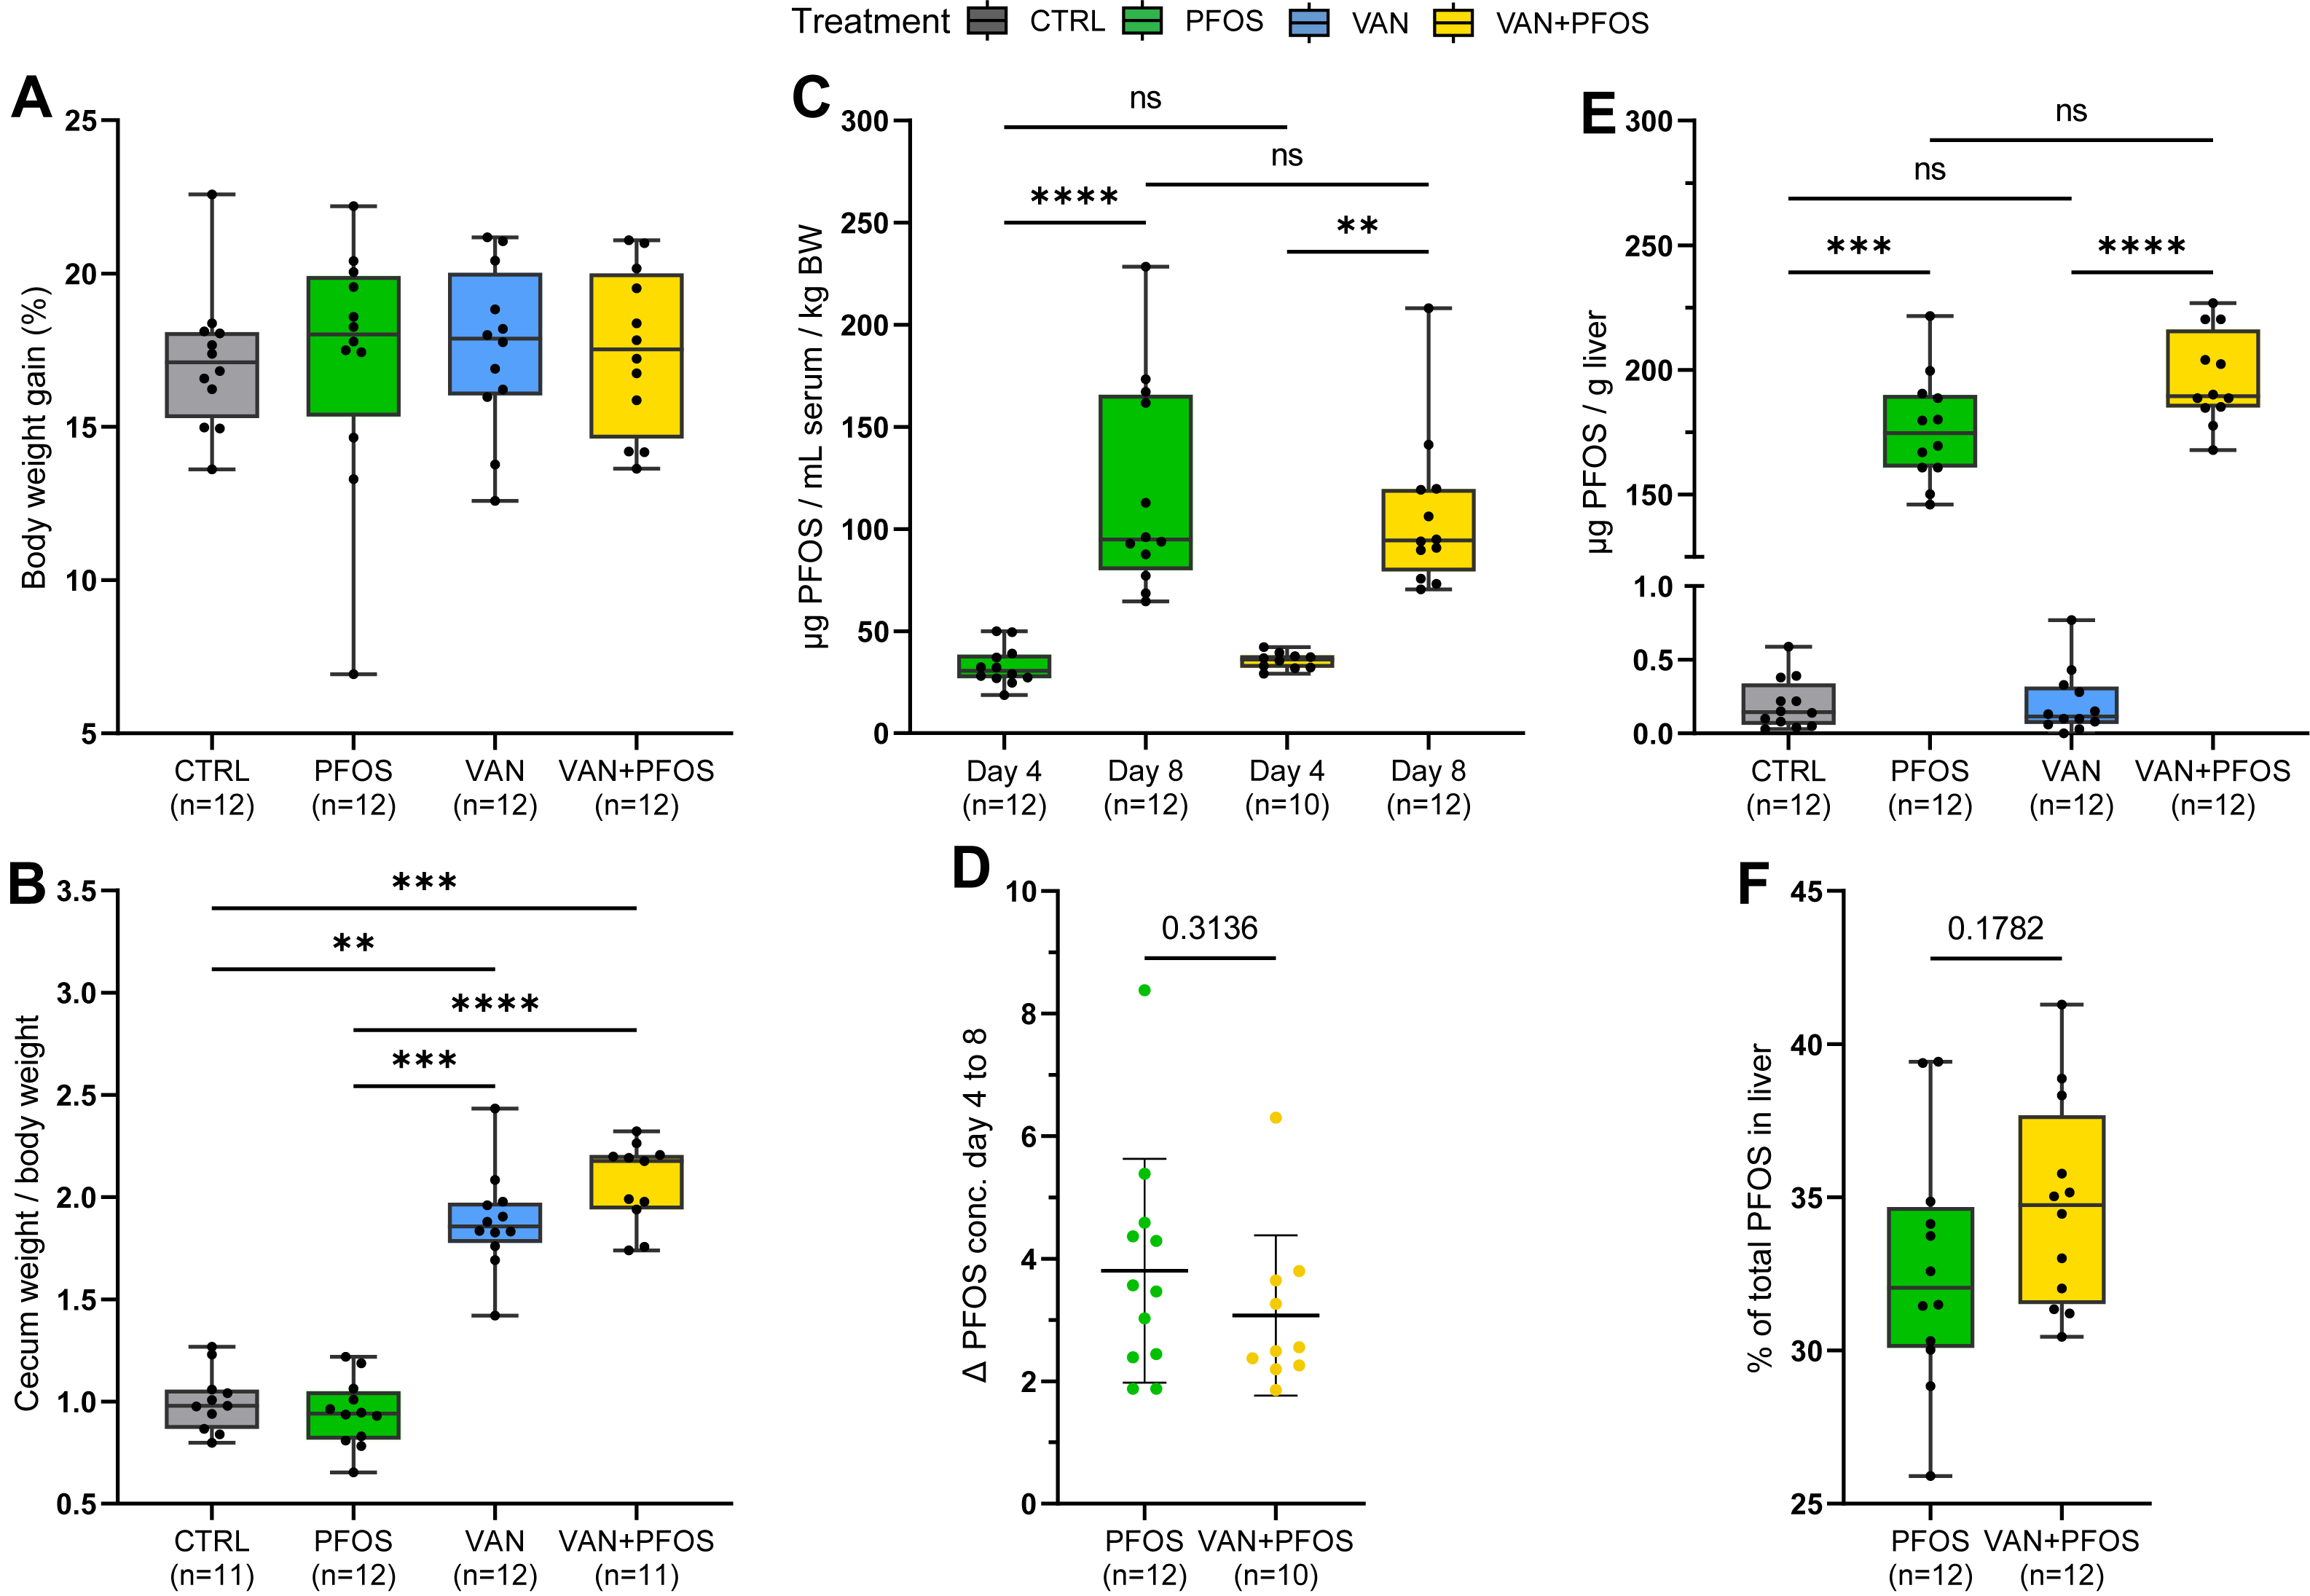 Treatment CTRL PFOS VAN VAN+PFOS
A
25
20
15
10
5
Body weight gain (%)
CTRL PFOS VAN VAN+PFOS
(n=12) (n=12) (n=12) (n=12)
B
3.5
3.0
2.5
2.0
1.5
1.0
0.5
Cecum weight / body weight
***
**
****
***
CTRL PFOS VAN VAN+PFOS
(n=11) (n=12) (n=12) (n=11)
C
300
250
200
150
100
50
0
µg PFOS / mL serum / kg BW
ns
ns
****
**
Day 4 Day 8 Day 4 Day 8
(n=12) (n=12) (n=10) (n=12)
D
10
8
6
4
2
0
Δ PFOS conc. day 4 to 8
0.3136
PFOS VAN+PFOS
(n=12) (n=10)
E
300
250
200
150
1.0
0.5
0.0
µg PFOS / g liver
ns
ns
***
****
CTRL PFOS VAN VAN+PFOS
(n=12) (n=12) (n=12) (n=12)
F
45
40
35
30
25
% of total PFOS in liver
0.1782
PFOS VAN+PFOS
(n=12) (n=12)